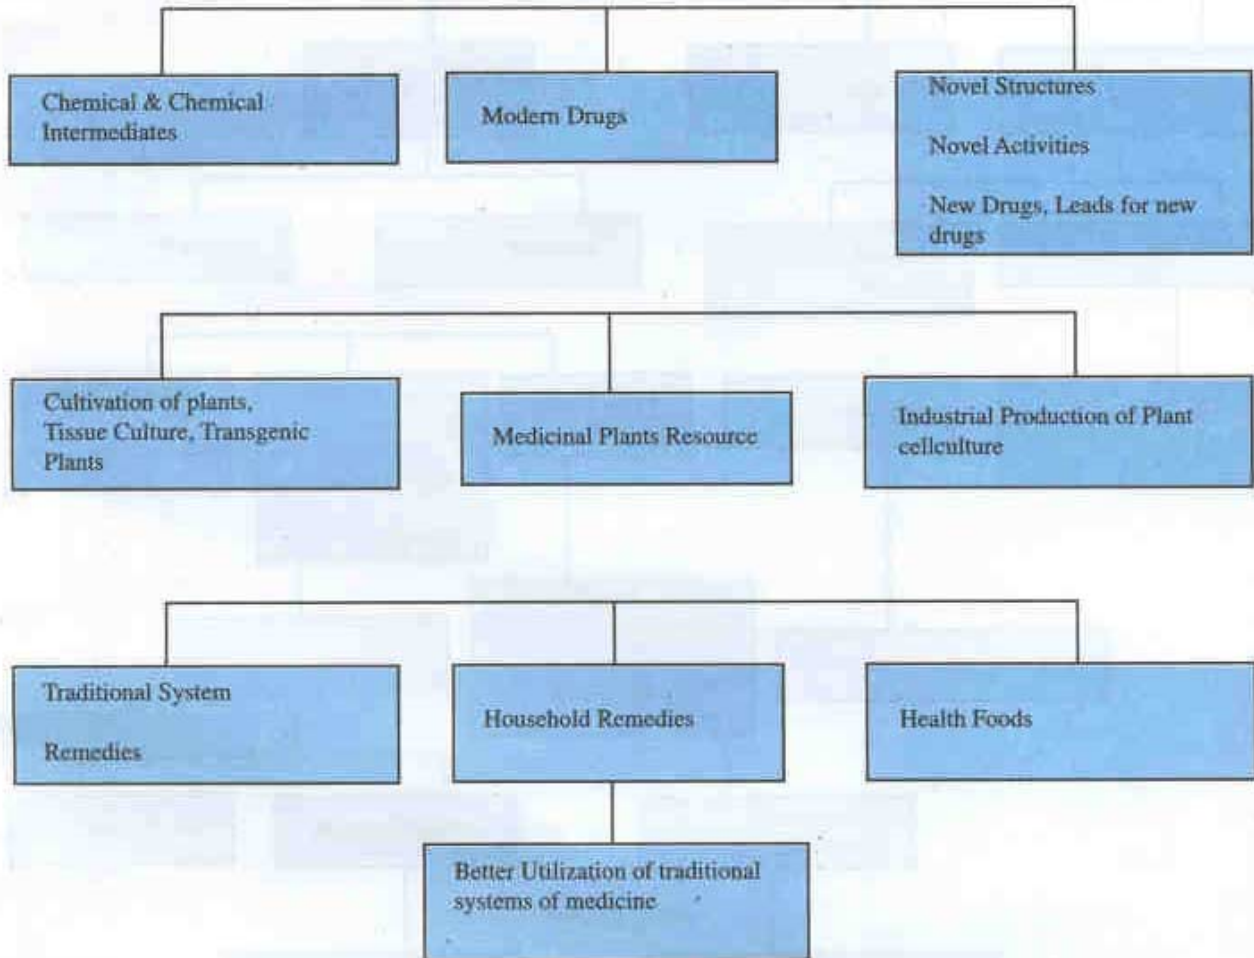 Chemical & Chemical
Intermediates
Modern Drugs
Novel Structures
Novel Activities
New Drugs, Leads for new
drugs
Cultivation of plants,
Tissue Culture, Transgenic
Plants
Medicinal Plants Resource
Industrial Production of Plant
cellculture
Traditional System
Remedies
Household Remedies
Health Foods
Better Utilization of traditional
systems of medicine